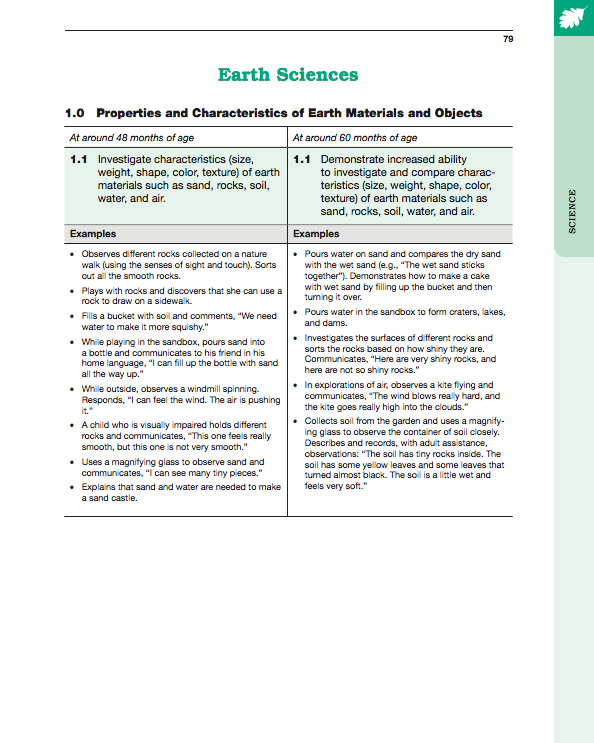 79
Earth Sciences
1.0 Properties and Characteristics of Earth Materials and Objects
At around 48 months of age
1.1 Investigate characteristics (size,
weight, shape, color, texture) of earth
materials such as sand, rocks, soil,
water, and air.
Examples
• Observes different rocks collected on a nature
walk (using the senses of sight and touch). Sorts
out all the smooth rocks.
• Plays with rocks and discovers that she can use a
rock to draw on a sidewalk.
• Fills a bucket with soil and comments, “We need
water to make it more squishy.”
• While playing in the sandbox, pours sand into
a bottle and communicates to his friend in his
home language, “I can fill up the bottle with sand
all the way up.”
• While outside, observes a windmill spinning.
Responds, “I can feel the wind. The air is pushing
it.”
• A child who is visually impaired holds different
rocks and communicates, “This one feels really
smooth, but this one is not very smooth.”
• Uses a magnifying glass to observe sand and
communicates, “I can see many tiny pieces.”
• Explains that sand and water are needed to make
a sand castle.
At around 60 months of age
1.1 Demonstrate increased ability
to investigate and compare charac-
teristics (size, weight, shape, color,
texture) of earth materials such as
sand, rocks, soil, water, and air.
Examples
• Pours water on sand and compares the dry sand
with the wet sand (e.g., “The wet sand sticks
together”). Demonstrates how to make a cake
with wet sand by filling up the bucket and then
turning it over.
• Pours water in the sandbox to form craters, lakes,
and dams.
• Investigates the surfaces of different rocks and
sorts the rocks based on how shiny they are.
Communicates, “Here are very shiny rocks, and
here are not so shiny rocks.”
• In explorations of air, observes a kite flying and
communicates, “The wind blows really hard, and
the kite goes really high into the clouds.”
• Collects soil from the garden and uses a magnify-
ing glass to observe the container of soil closely.
Describes and records, with adult assistance,
observations: “The soil has tiny rocks inside. The
soil has some yellow leaves and some leaves that
turned almost black. The soil is a little wet and
feels very soft.”
SCIENCE